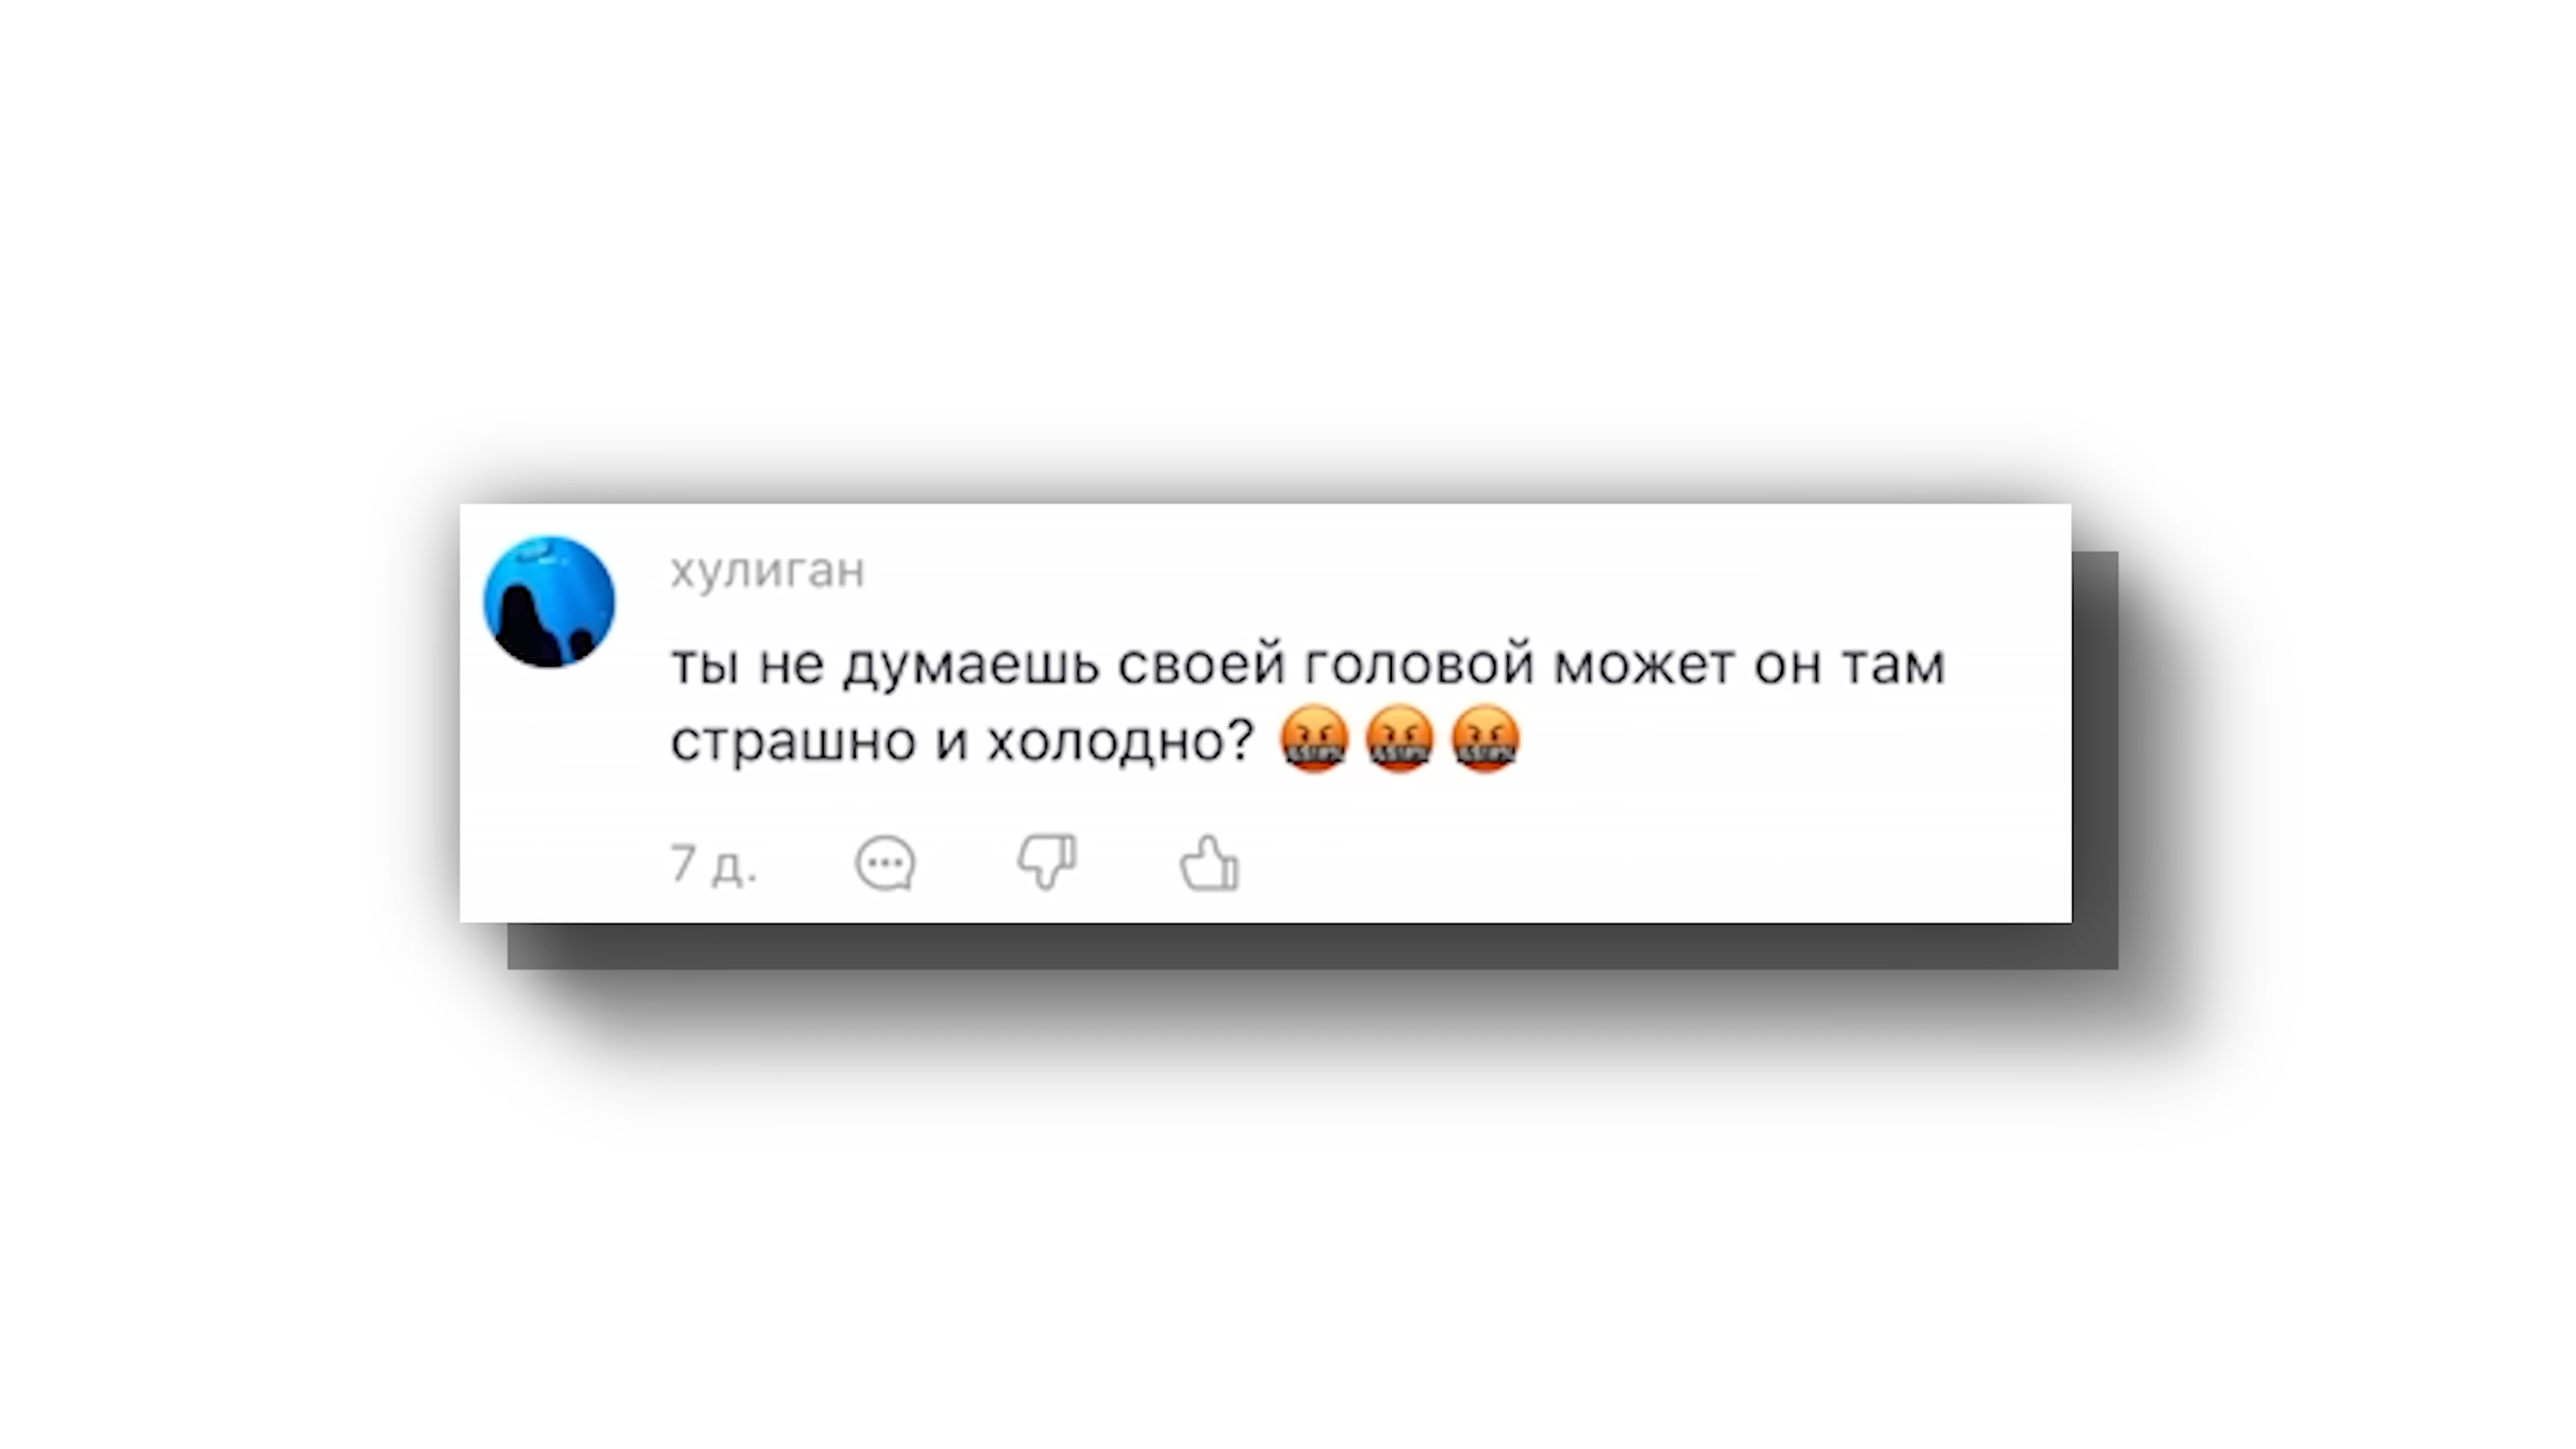 хулиган
ты не думаешь своей головой может он там
страшно и холодно? 🤬🤬🤬
7 д.